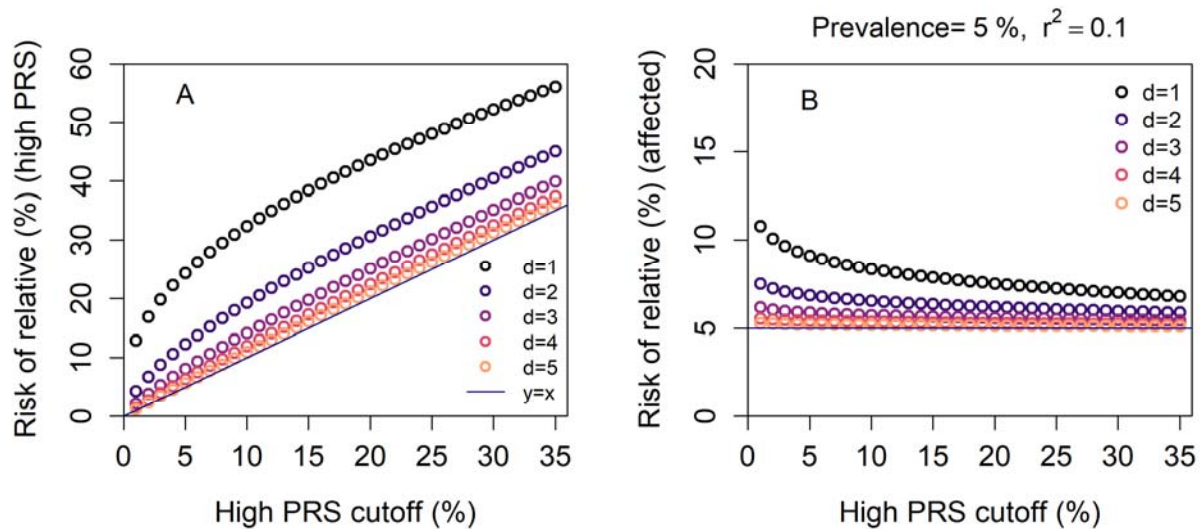 Prevalence= 5 %, r² = 0.1
A
Risk of relative (%) (high PRS)
60
50
40
30
20
10
0
d=1
d=2
d=3
d=4
d=5
y=x
0 5 10 15 20 25 30 35
High PRS cutoff (%)
B
Risk of relative (%) (affected)
20
15
10
5
0
d=1
d=2
d=3
d=4
d=5
0 5 10 15 20 25 30 35
High PRS cutoff (%)